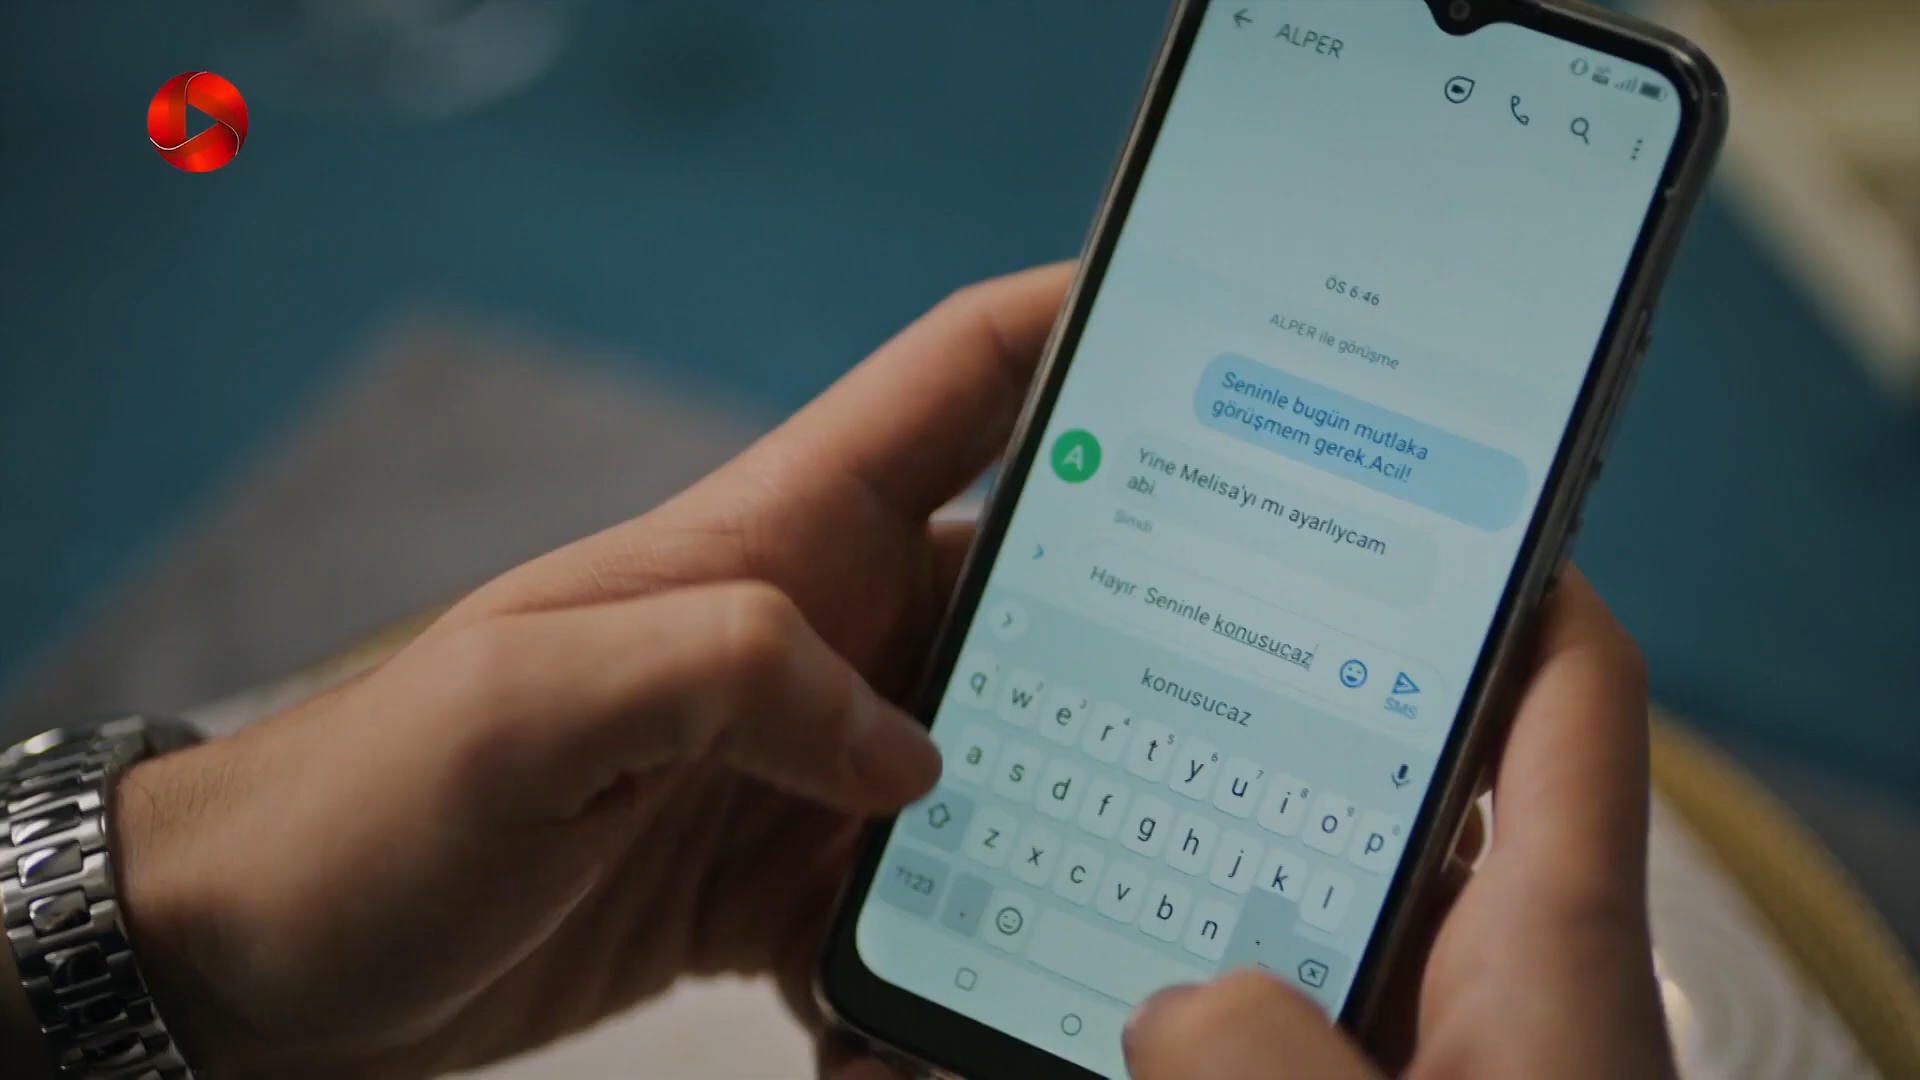 ALPER
ÖS 6:46
ALPER ile görüşme
Seninle bugün mutlaka
görüşmem gerek.Acil!
A
Yine Melisa'yı mı ayarlıycam
abi
Şimdi
Hayır. Seninle konusucaz
SMS
konusucaz
q w e r t y u i o p
a s d f g h j k l
z x c v b n
?123